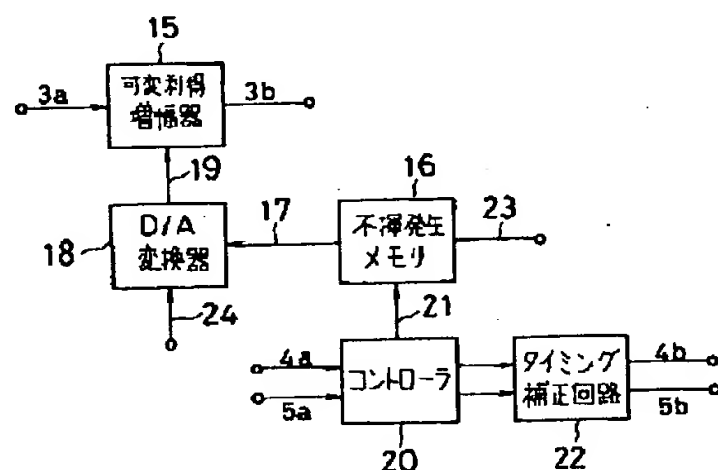 15
3a
可変利得
増幅器
3b
19
16
18
D/A
変換器
17
不揮発生
メモリ
23
24
21
4a
5a
コントローラ
タイミング
補正回路
4b
5b
20
22